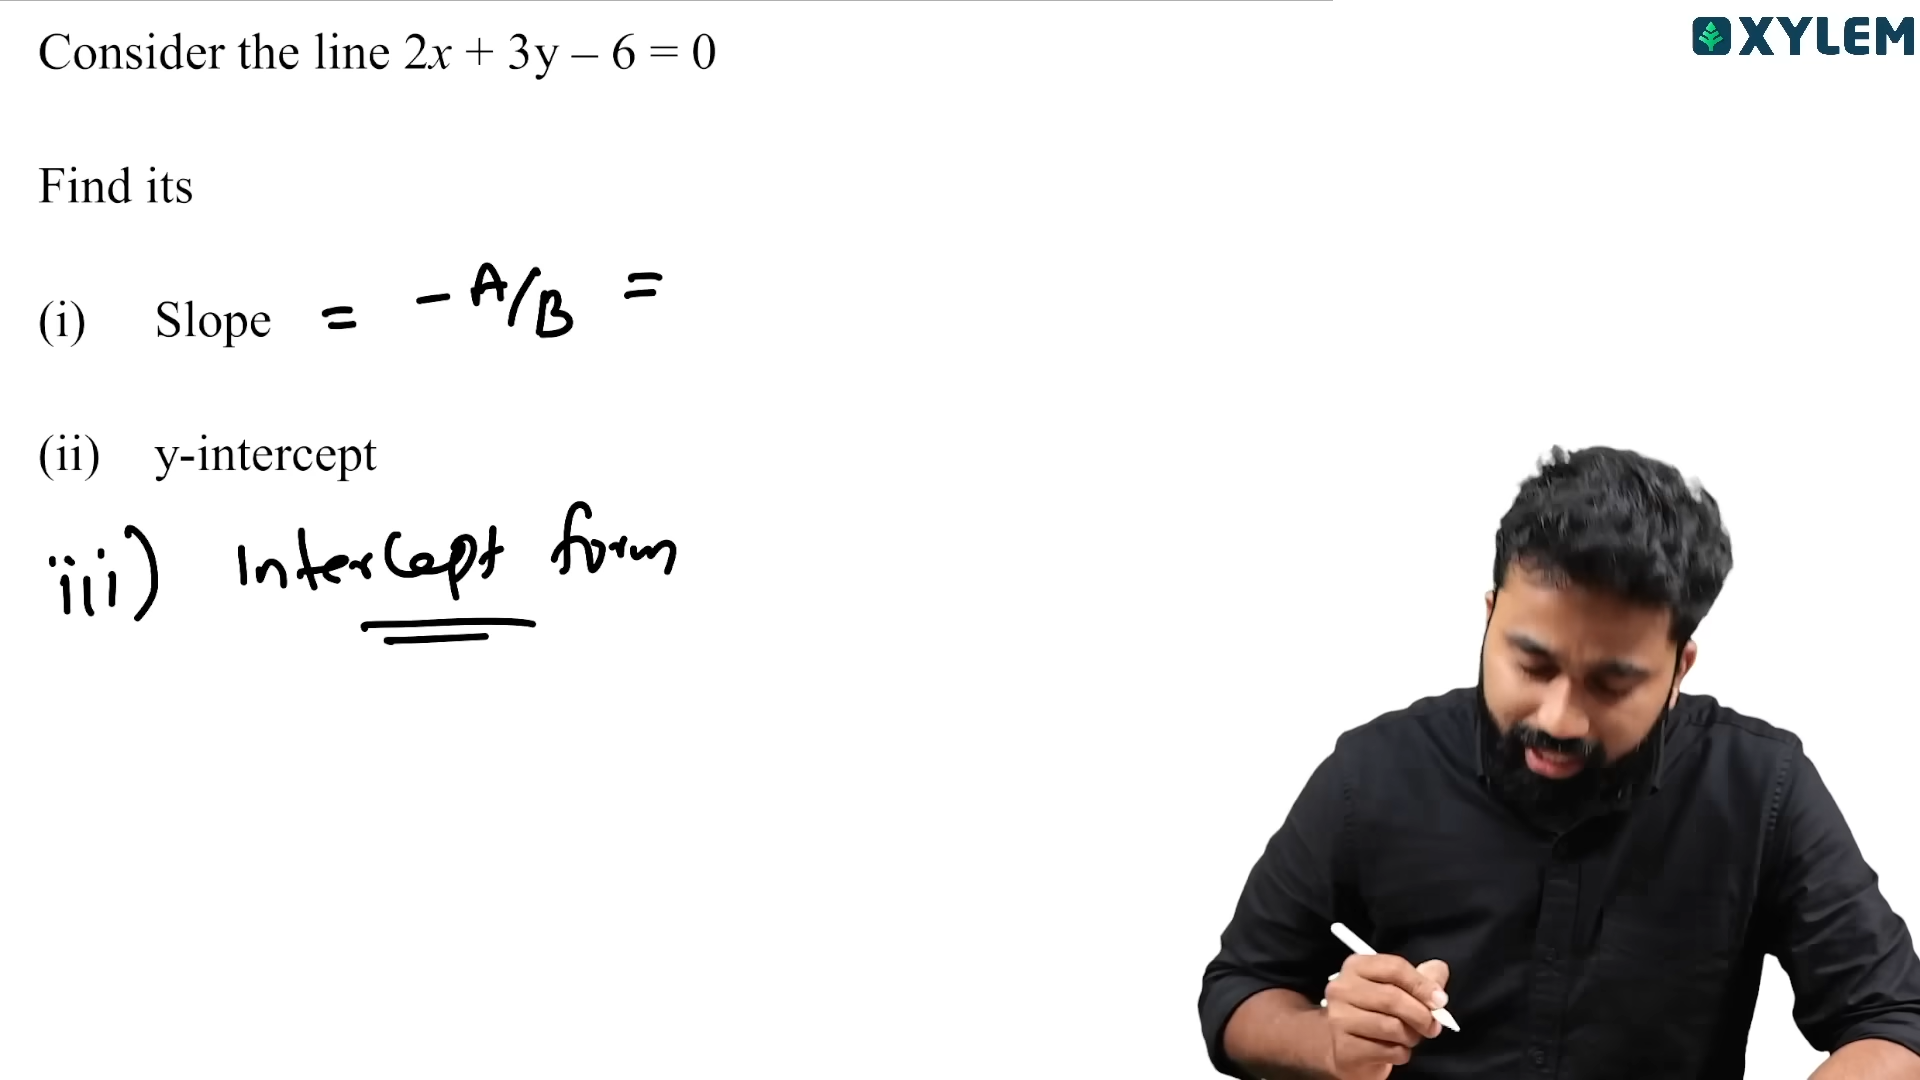 XYLEM
Consider the line 2x + 3y – 6 = 0
Find its
(i) Slope = - A/B =
(ii) y-intercept
iii) Intercept form